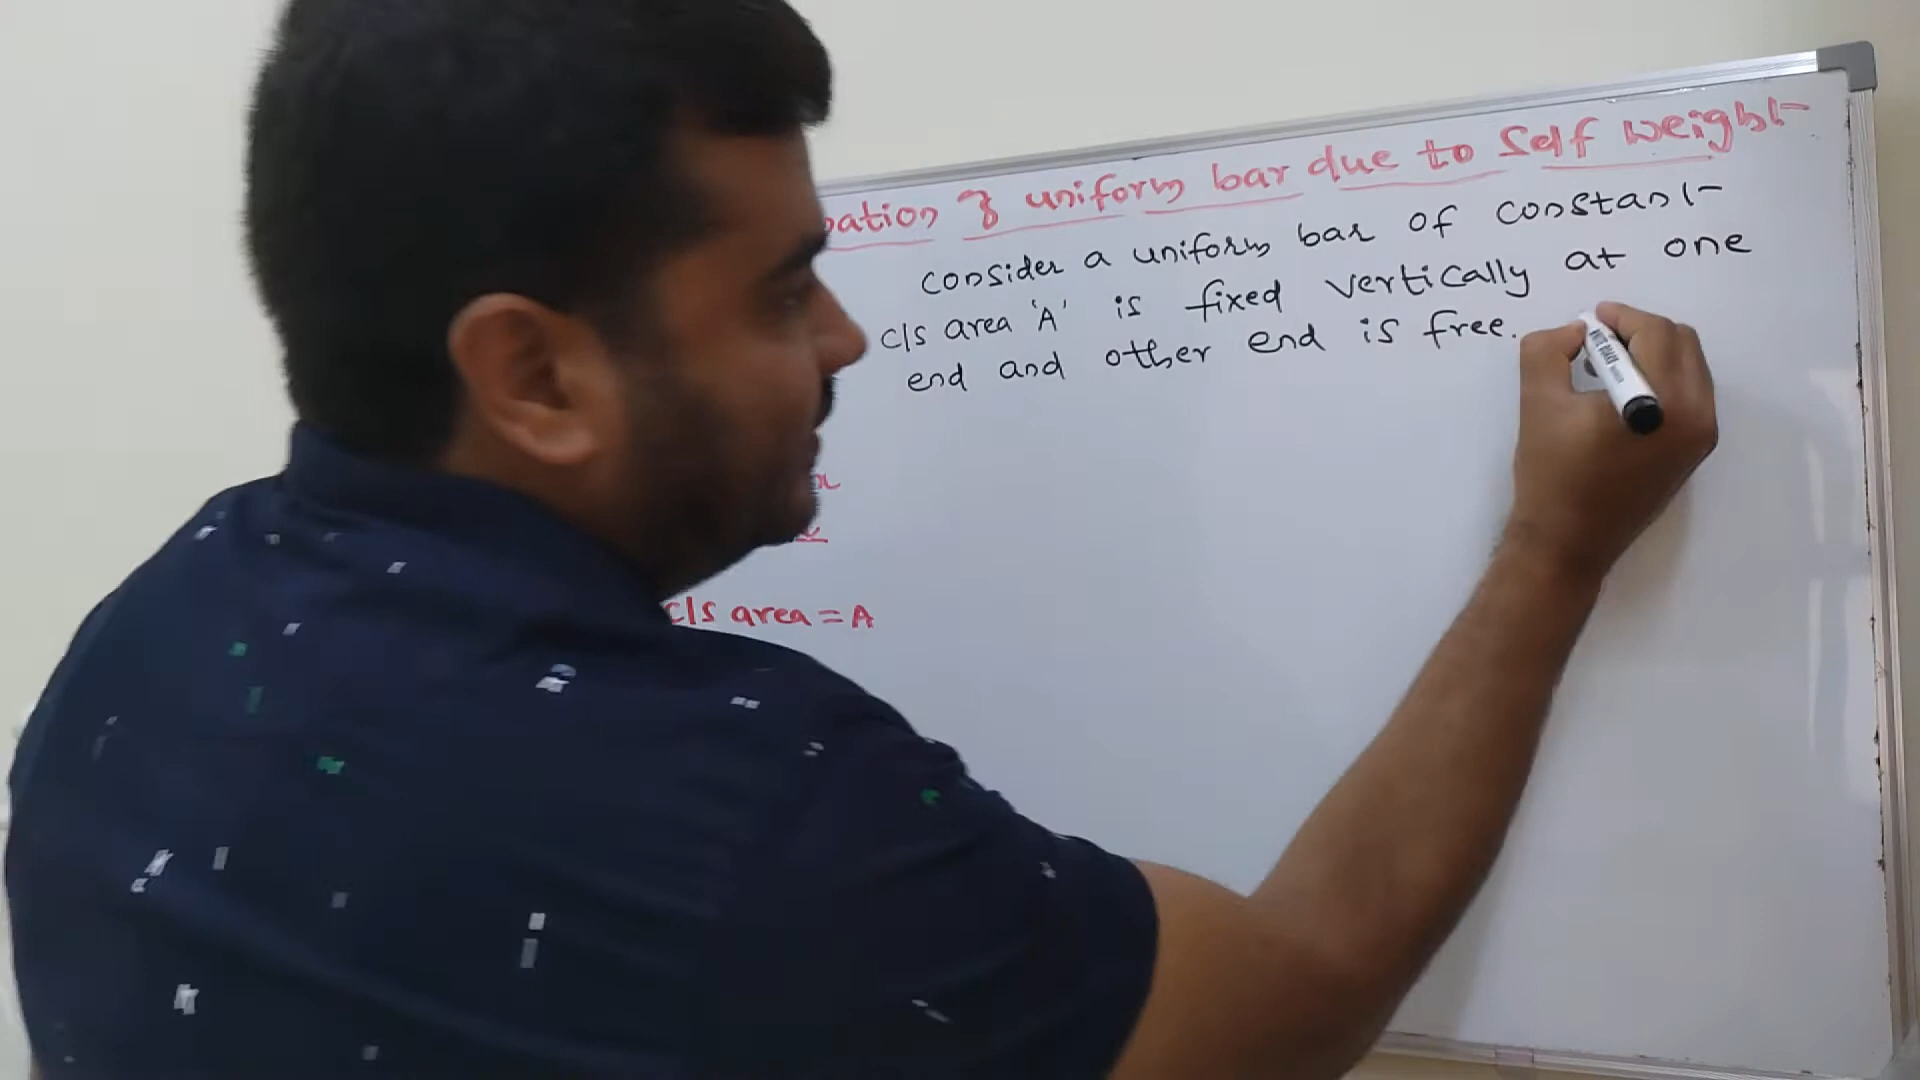 of uniform bar due to Self weight
Consider a uniform bar of constant
c/s area 'A' is fixed vertically at one
end and other end is free.
c/s area = A